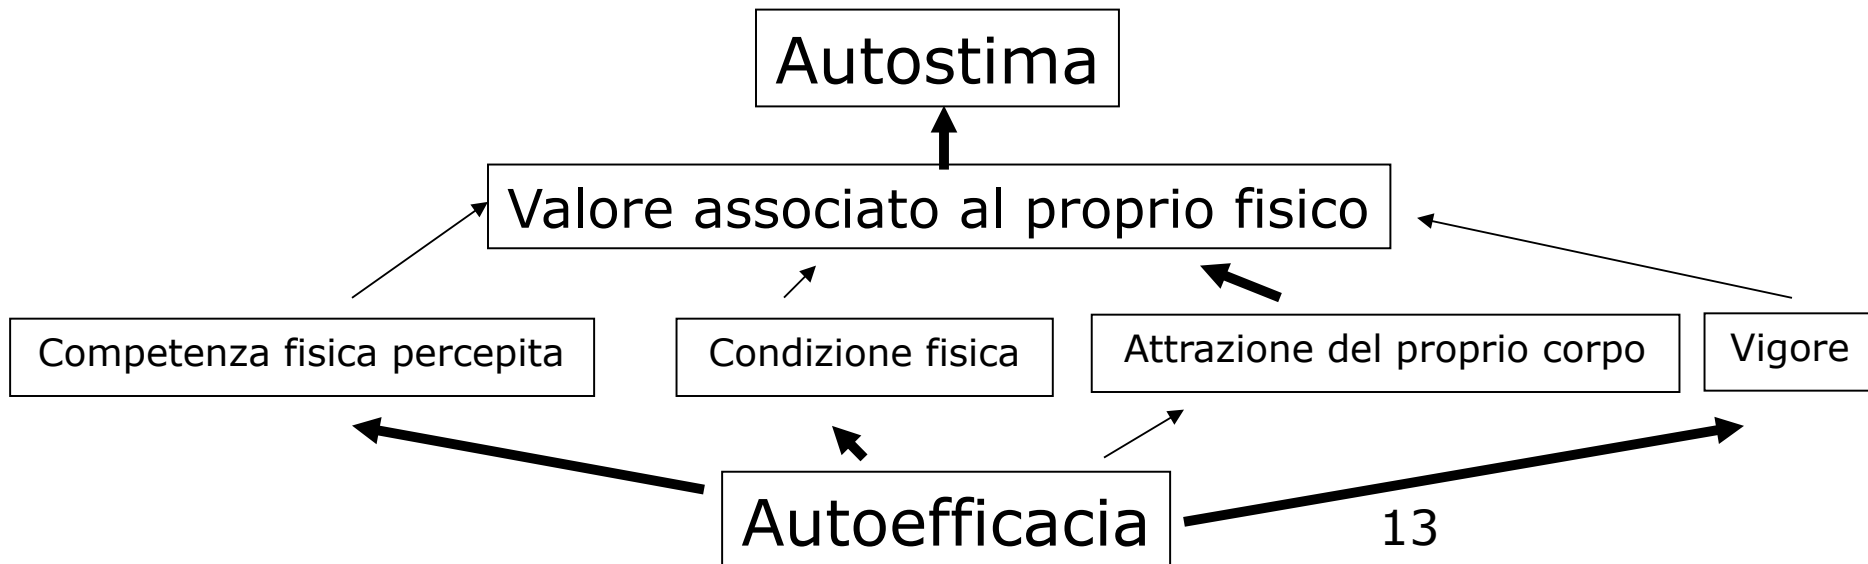 Autostima
Valore associato al proprio fisico
Competenza fisica percepita
Condizione fisica
Attrazione del proprio corpo
Vigore
Autoefficacia
13